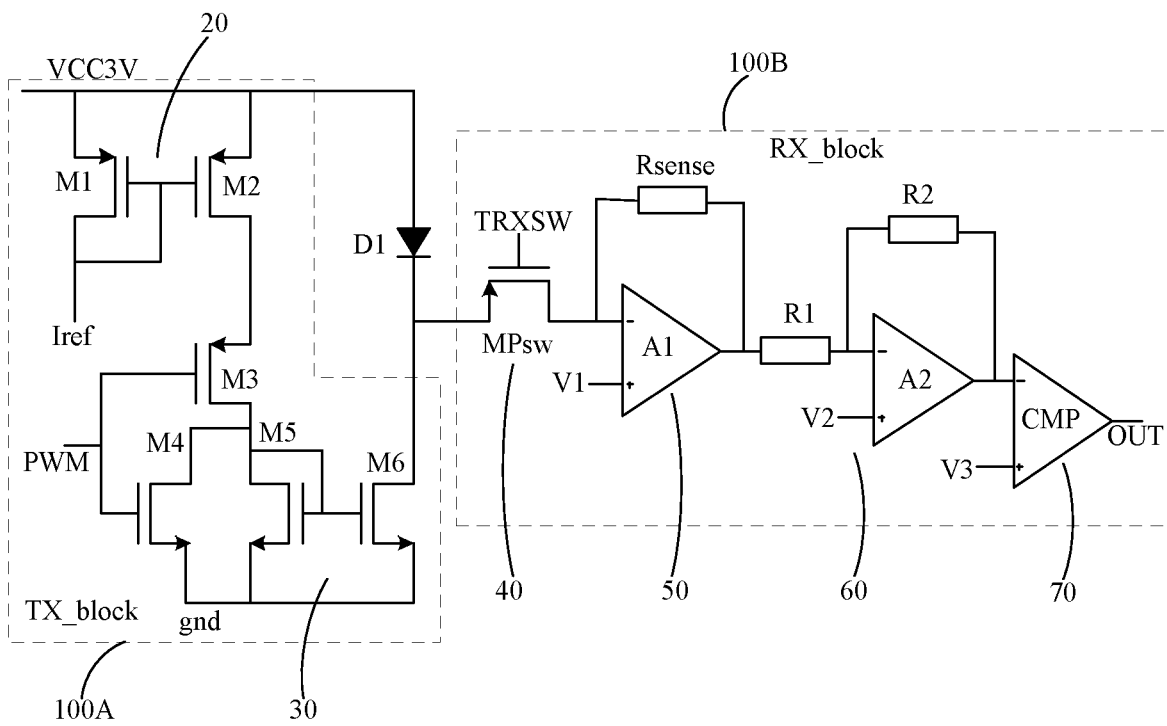 20
VCC3V
100B
RX_block
M1
M2
Rsense
R2
D1
TRXSW
Iref
MPsw
A1
R1
M3
V1
A2
M4
M5
V2
CMP
OUT
PWM
M6
V3
40
50
60
70
TX_block
gnd
100A
30